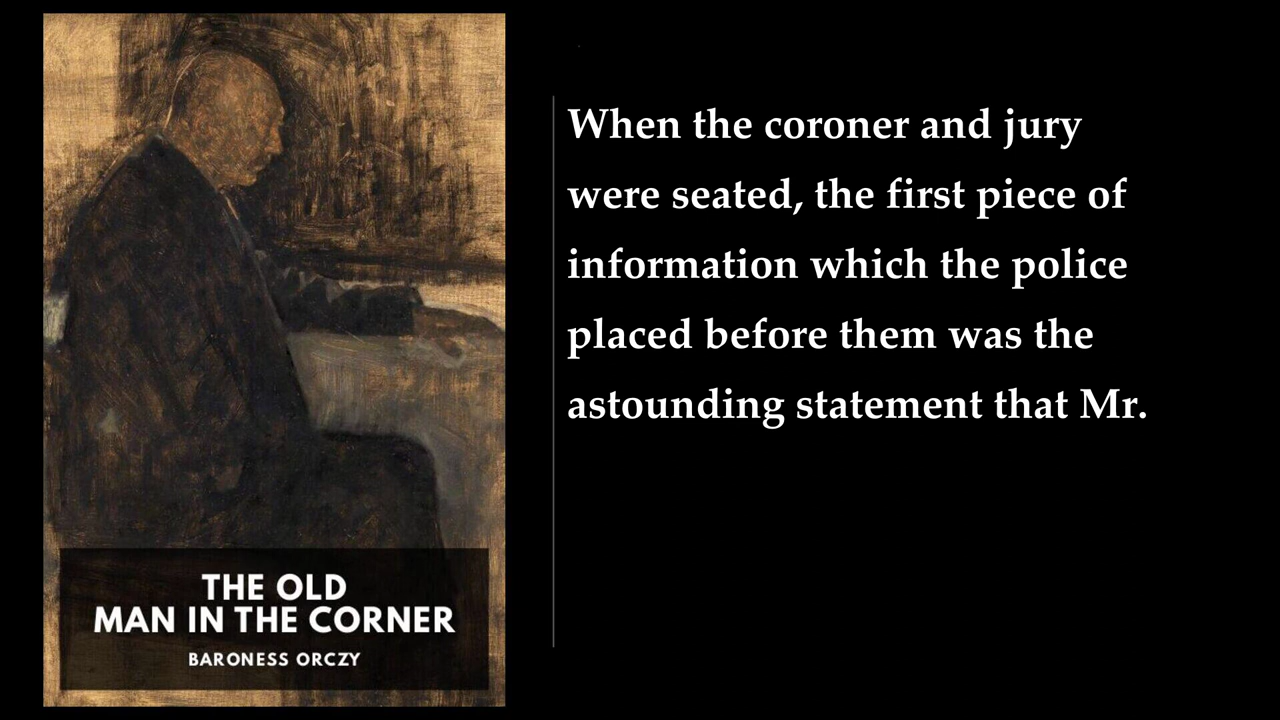 THE OLD
MAN IN THE CORNER
BARONESS ORCZY
When the coroner and jury
were seated, the first piece of
information which the police
placed before them was the
astounding statement that Mr.